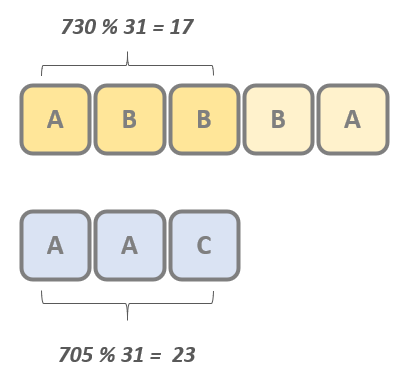 730 % 31 = 17
A B B B A
A A C
705 % 31 = 23